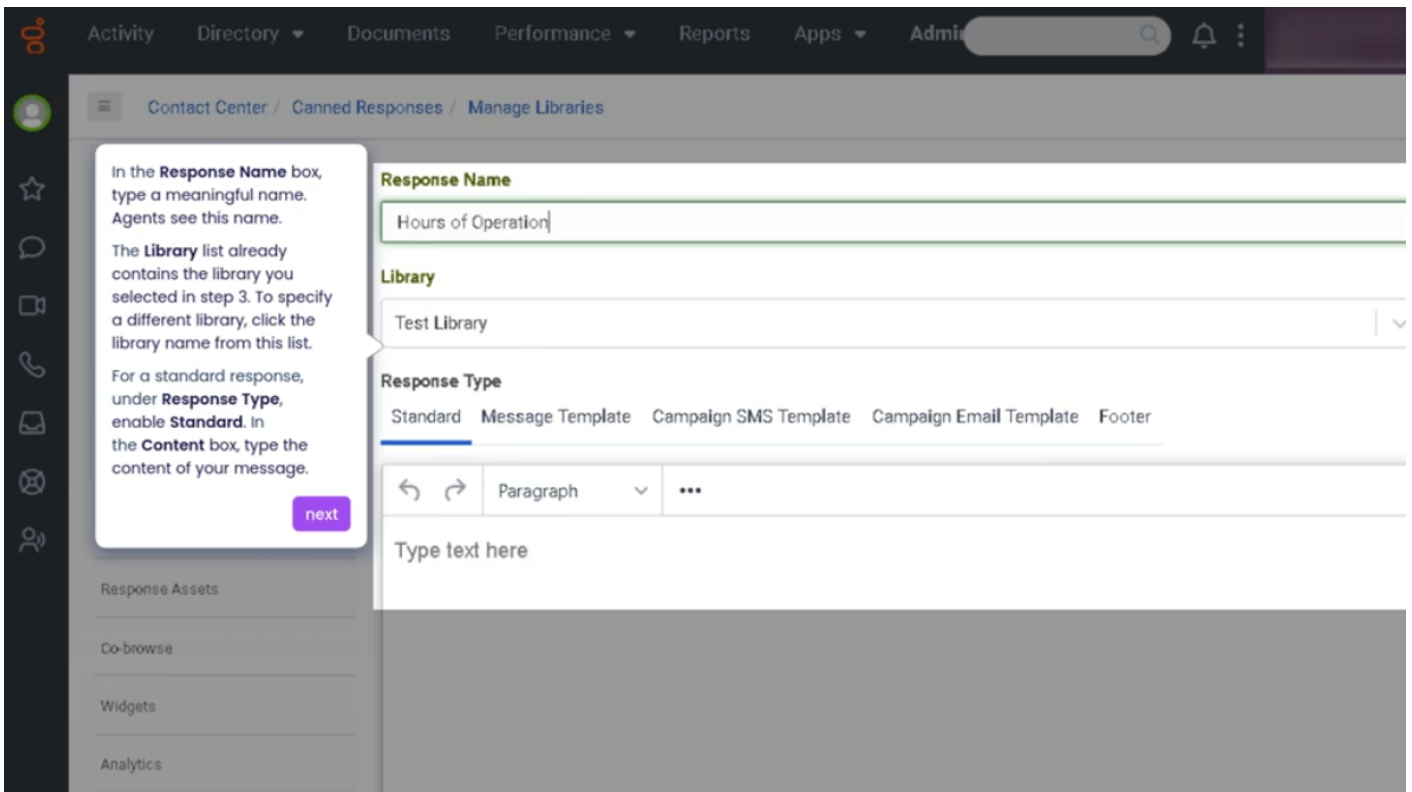 Activity Directory Documents Performance Reports Apps Admin
Contact Center / Canned Responses / Manage Libraries
In the Response Name box,
type a meaningful name.
Agents see this name.
The Library list already
contains the library you
selected in step 3. To specify
a different library, click the
library name from this list.
For a standard response,
under Response Type,
enable Standard. In
the Content box, type the
content of your message.
next
Response Name
Hours of Operation
Library
Test Library
Response Type
Standard Message Template Campaign SMS Template Campaign Email Template Footer
Paragraph
Type text here
Response Assets
Co-browse
Widgets
Analytics